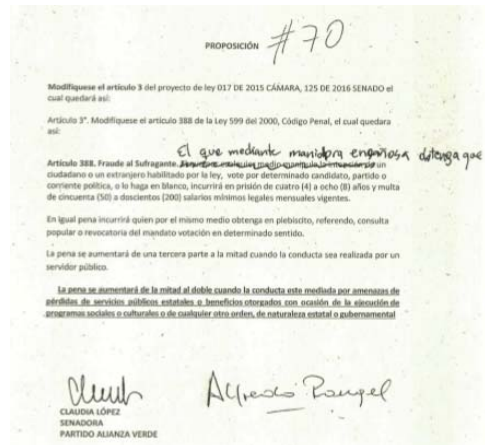 PROPOSICIÓN #70
Modifíquese el artículo 3 del proyecto de ley 017 DE 2015 CÁMARA, 125 DE 2016 SENADO el
cual quedará así:
Artículo 3°. Modifíquese el artículo 388 de la Ley 599 del 2000, Código Penal, el cual quedara
así:
El que mediante maniobra engañosa obtenga que
Artículo 388. Fraude al Sufragante. un
ciudadano o un extranjero habilitado por la ley, vote por determinado candidato, partido o
corriente política, o lo haga en blanco, incurrirá en prisión de cuatro (4) a ocho (8) años y multa
de cincuenta (50) a doscientos (200) salarios mínimos legales mensuales vigentes.
En igual pena incurrirá quien por el mismo medio obtenga en plebiscito, referendo, consulta
popular o revocatoria del mandato votación en determinado sentido.
La pena se aumentará de una tercera parte a la mitad cuando la conducta sea realizada por un
servidor público.
La pena se aumentará de la mitad al doble cuando la conducta este mediada por amenazas de
pérdidas de servicios públicos estatales o beneficios otorgados con ocasión de la ejecución de
programas sociales o culturales o de cualquier otro orden, de naturaleza estatal o gubernamental
Alfredo Rangel
CLAUDIA LÓPEZ
SENADORA
PARTIDO ALIANZA VERDE